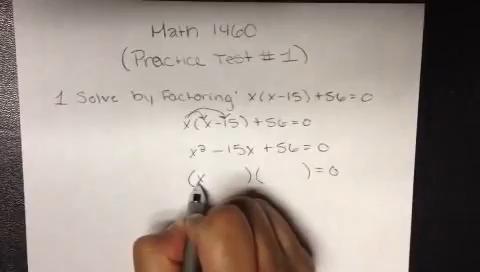 Math 1460
(Practice Test #1)
1 Solve by Factoring: x(x-15)+56=0
x(x-15)+56=0
x²-15x+56=0
(x )( )=0